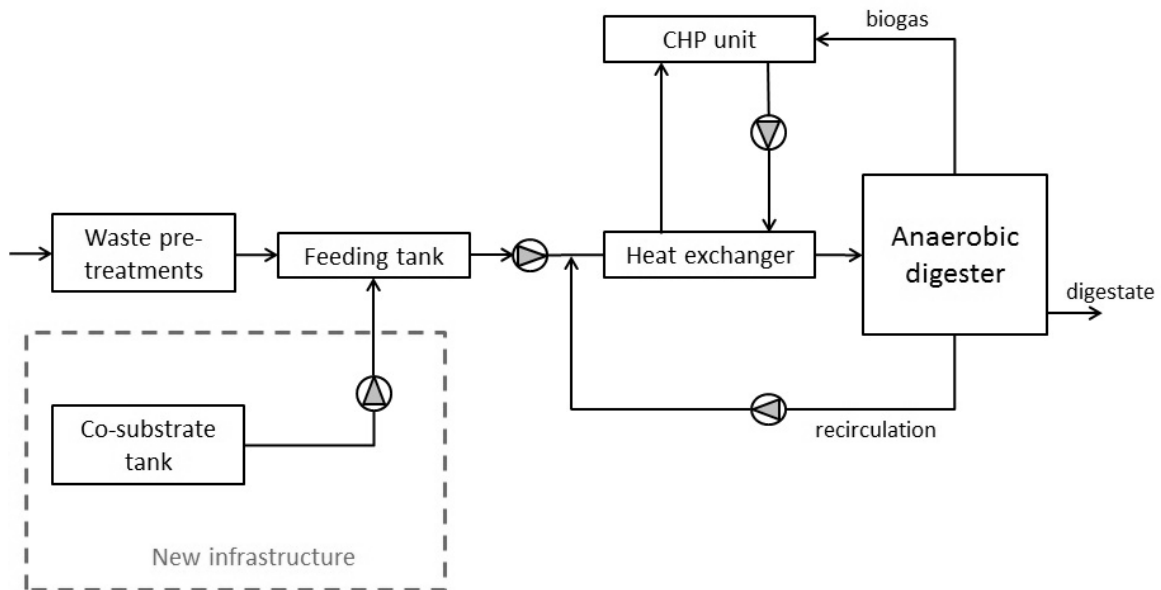 biogas
CHP unit
Waste pre-
treatments
Feeding tank
Heat exchanger
Anaerobic
digester
digestate
Co-substrate
tank
recirculation
New infrastructure